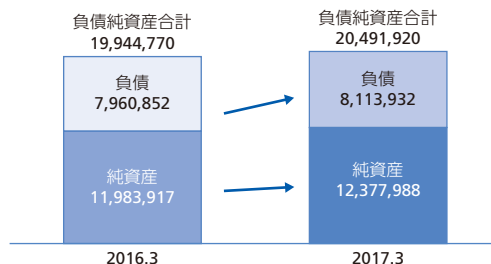 負債純資産合計
19,944,770
負債
7,960,852
純資産
11,983,917
2016.3
負債純資産合計
20,491,920
負債
8,113,932
純資産
12,377,988
2017.3